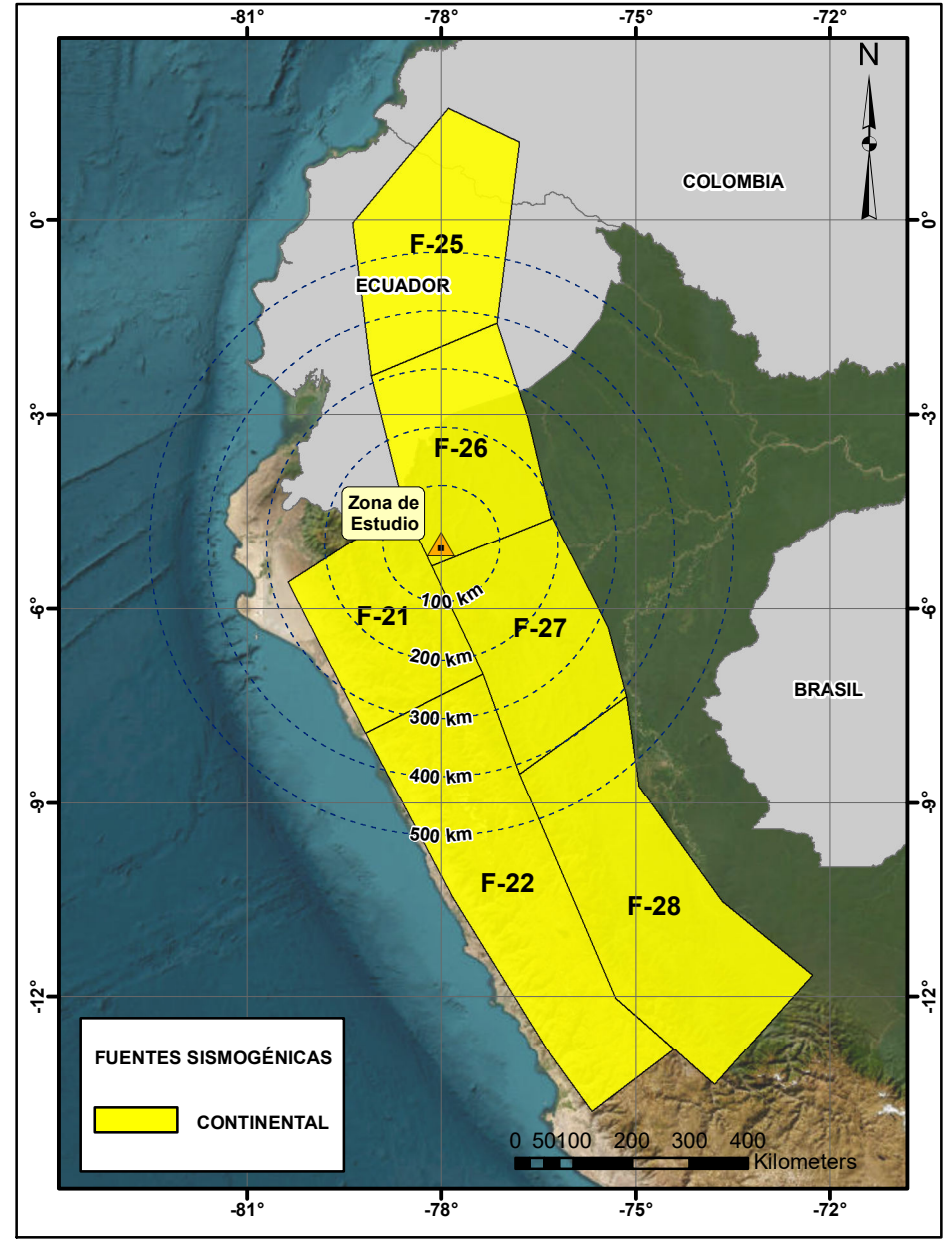 -81°
-78°
-75°
-72°
N
COLOMBIA
0°
0°
F-25
ECUADOR
-3°
-3°
F-26
Zona de
Estudio
100 km
-6°
-6°
F-21
F-27
200 km
BRASIL
300 km
400 km
-9°
-9°
500 km
F-22
F-28
-12°
-12°
FUENTES SISMOGÉNICAS
CONTINENTAL
0 50100 200 300 400
Kilometers
-81°
-78°
-75°
-72°